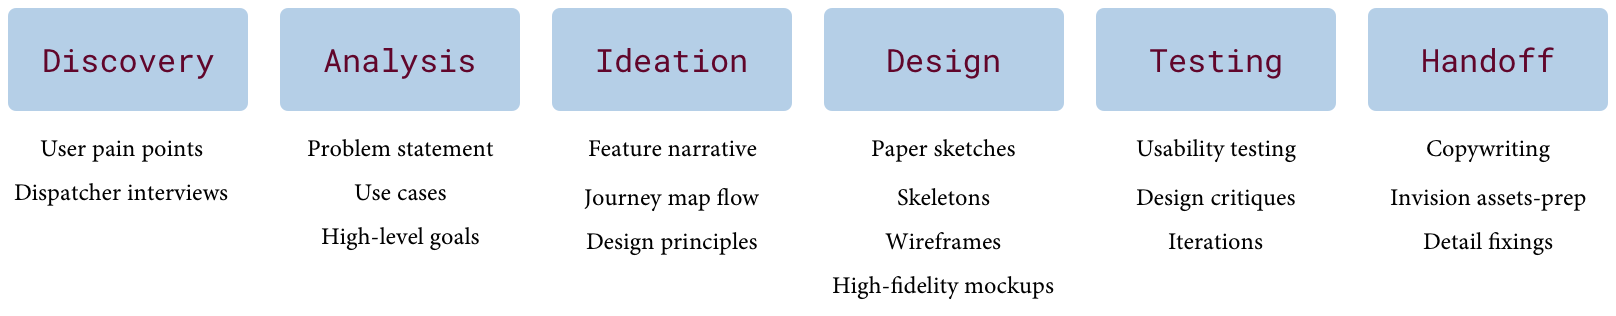 Discovery
User pain points
Dispatcher interviews
Analysis
Problem statement
Use cases
High-level goals
Ideation
Feature narrative
Journey map flow
Design principles
Design
Paper sketches
Skeletons
Wireframes
High-fidelity mockups
Testing
Usability testing
Design critiques
Iterations
Handoff
Copywriting
Invision assets-prep
Detail fixings